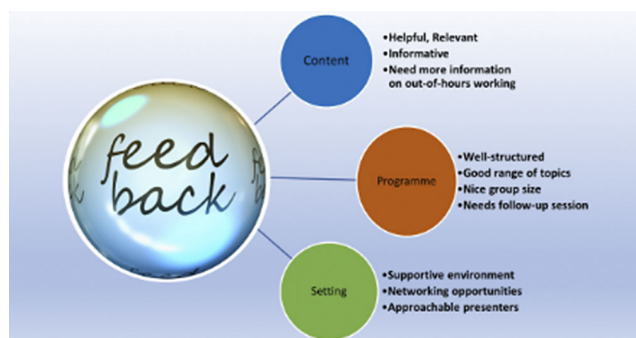 feed
back
Content
•Helpful, Relevant
•Informative
•Need more information
on out-of-hours working
Programme
•Well-structured
•Good range of topics
•Nice group size
•Needs follow-up session
Setting
•Supportive environment
•Networking opportunities
•Approachable presenters